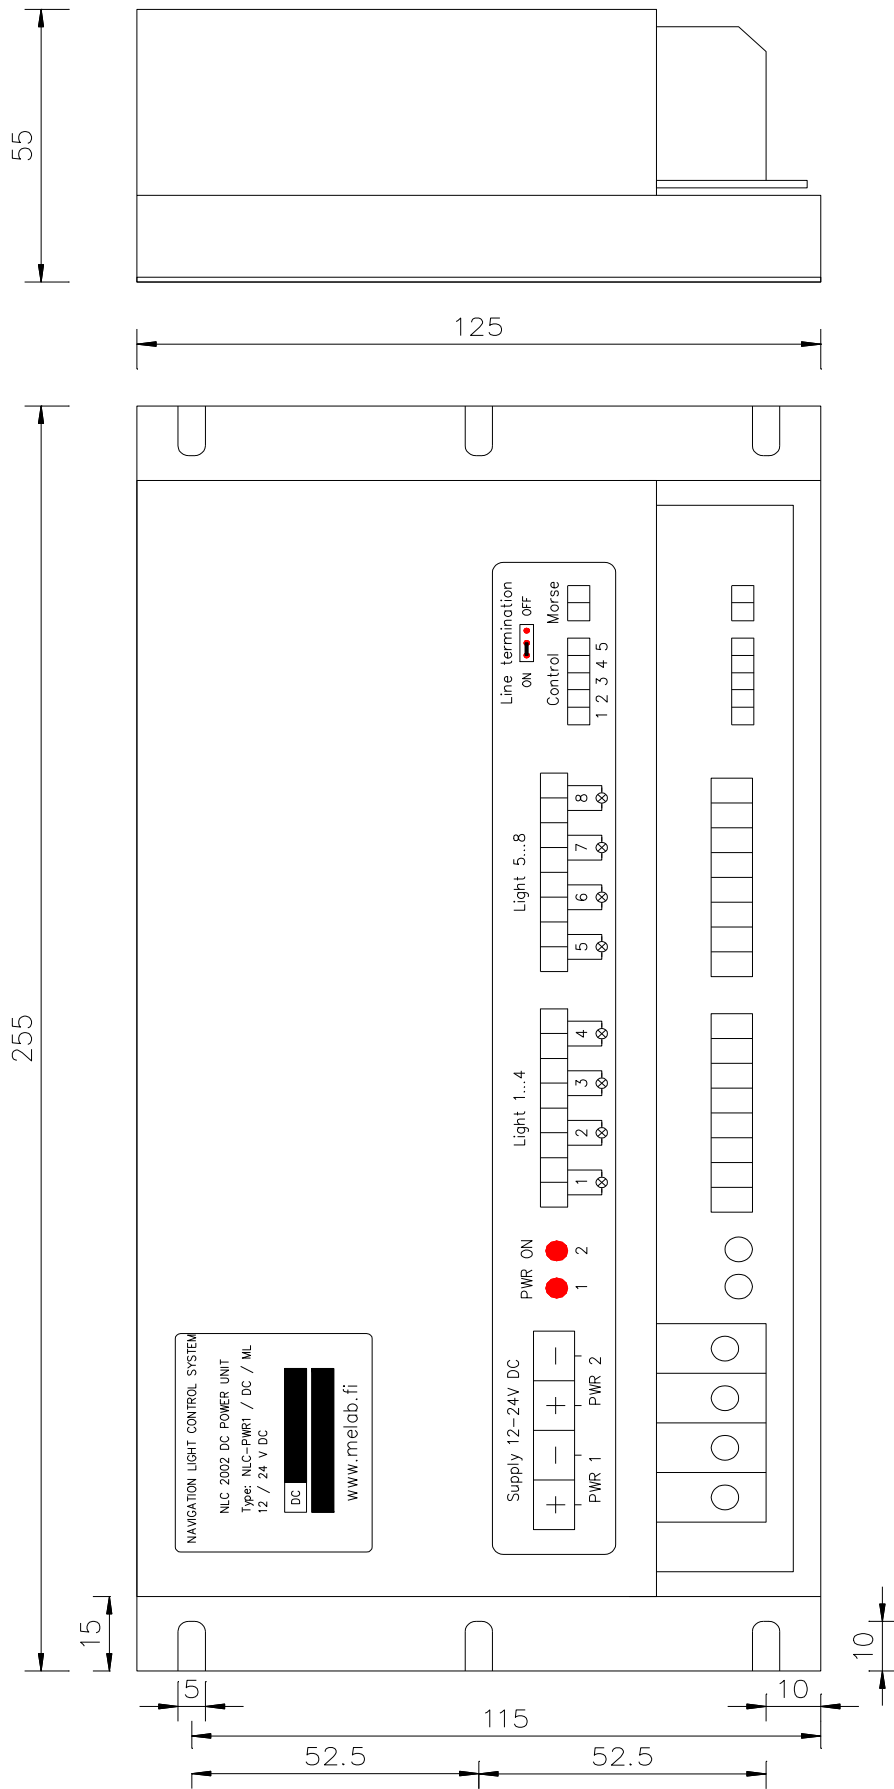 55
125
255
Line termination
ON
OFF
Control
Morse
1 2 3 4 5
Light 5...8
5
6
7
8
Light 1...4
1
2
3
4
PWR ON
1
2
Supply 12–24V DC
+
–
+
–
PWR 1
PWR 2
NAVIGATION LIGHT CONTROL SYSTEM
NLC 2002 DC POWER UNIT
Type: NLC–PWR1 / DC / ML
12 / 24 V DC
DC
www.melab.fi
15
5
10
10
115
52.5
52.5